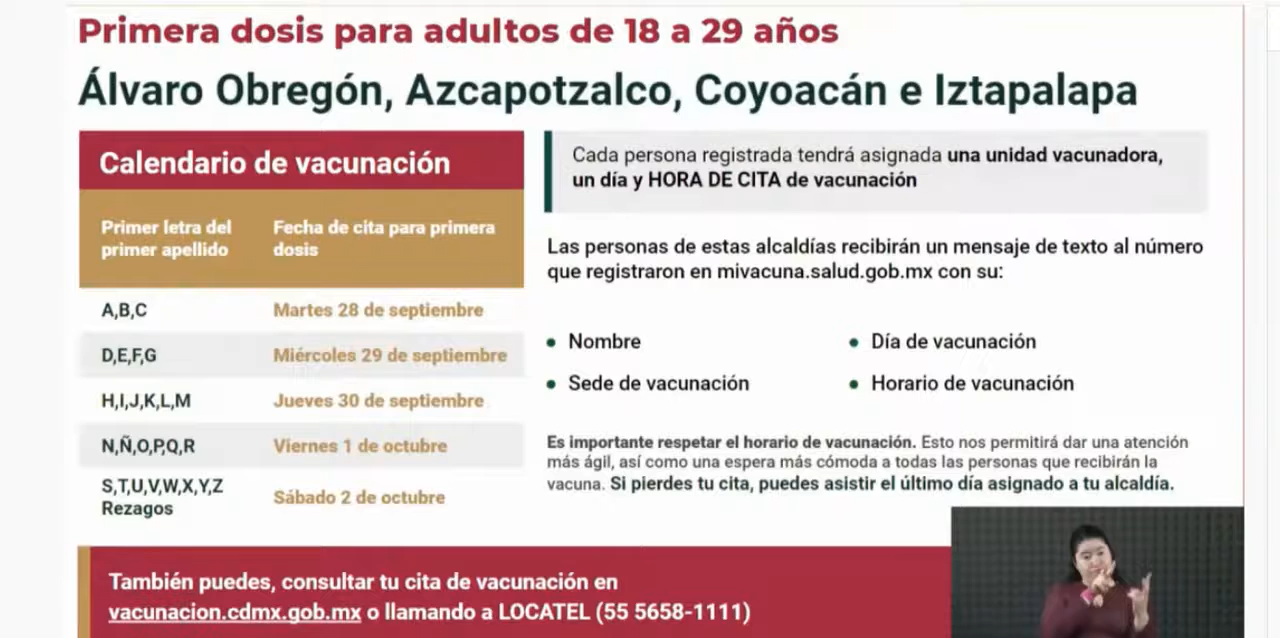 Primera dosis para adultos de 18 a 29 años
Álvaro Obregón, Azcapotzalco, Coyoacán e Iztapalapa
Calendario de vacunación
Primer letra del primer apellido
Fecha de cita para primera dosis
A,B,C Martes 28 de septiembre
D,E,F,G Miércoles 29 de septiembre
H,I,J,K,L,M Jueves 30 de septiembre
N,Ñ,O,P,Q,R Viernes 1 de octubre
S,T,U,V,W,X,Y,Z
Rezagos Sábado 2 de octubre
Cada persona registrada tendrá asignada una unidad vacunadora,
un día y HORA DE CITA de vacunación
Las personas de estas alcaldías recibirán un mensaje de texto al número
que registraron en mivacuna.salud.gob.mx con su:
• Nombre
• Sede de vacunación
• Día de vacunación
• Horario de vacunación
Es importante respetar el horario de vacunación. Esto nos permitirá dar una atención
más ágil, así como una espera más cómoda a todas las personas que recibirán la
vacuna. Si pierdes tu cita, puedes asistir el último día asignado a tu alcaldía.
También puedes, consultar tu cita de vacunación en
vacunacion.cdmx.gob.mx o llamando a LOCATEL (55 5658-1111)